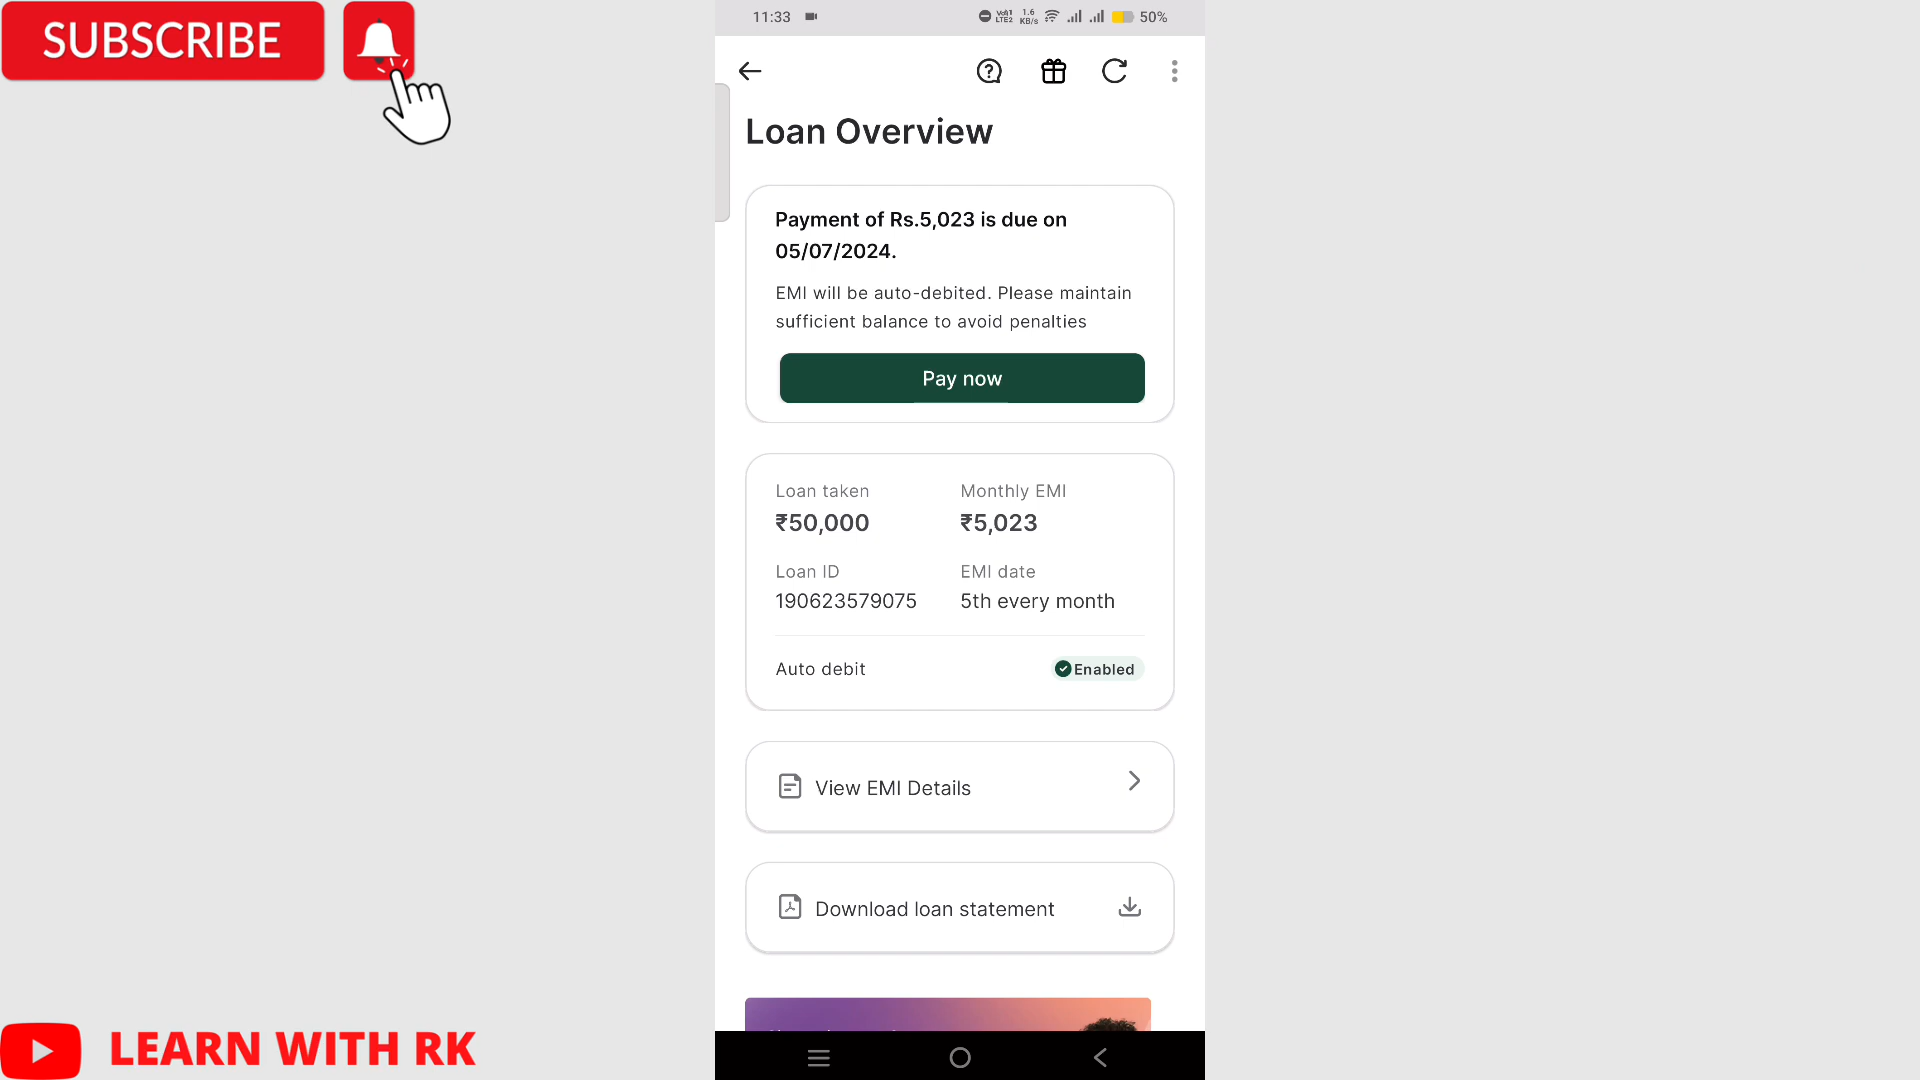 SUBSCRIBE
11:33
1.6
KB/s
50%
Loan Overview
Payment of Rs.5,023 is due on
05/07/2024.
EMI will be auto-debited. Please maintain
sufficient balance to avoid penalties
Pay now
Loan taken
Monthly EMI
₹50,000
₹5,023
Loan ID
EMI date
190623579075
5th every month
Auto debit
Enabled
View EMI Details
Download loan statement
LEARN WITH RK